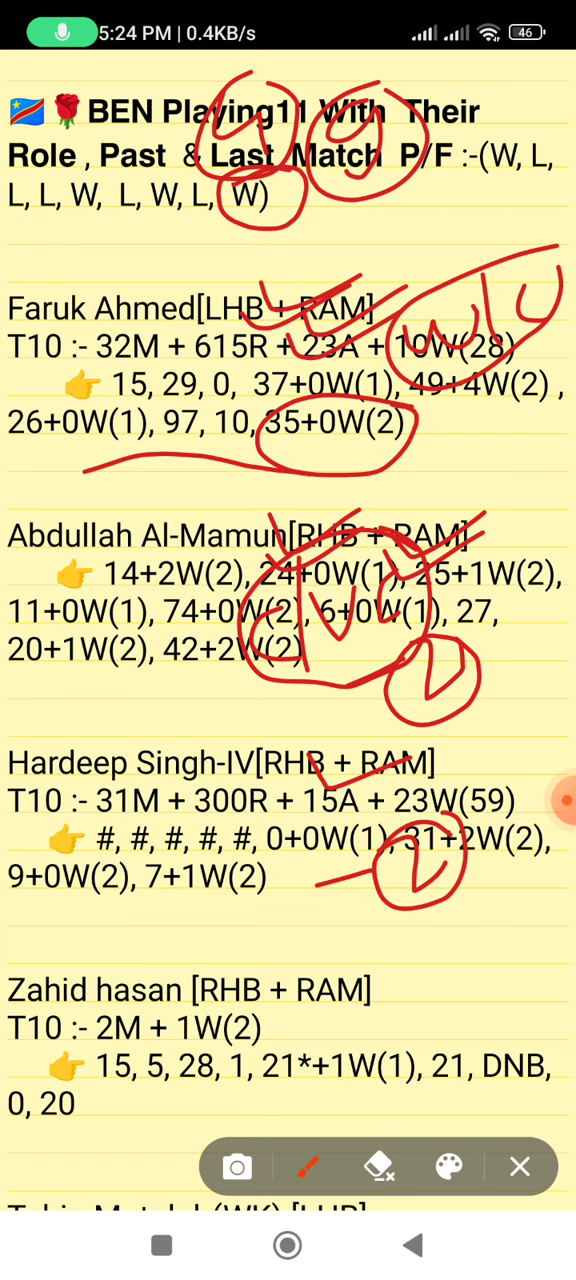 5:24 PM | 0.4KB/s
46
🇨🇩🌹BEN Playing11 With Their
Role , Past & Last Match P/F :-(W, L,
L, L, W, L, W, L, W)
4 9
Faruk Ahmed[LHB + RAM]
T10 :- 32M + 615R + 23A + 10W(28)
👉 15, 29, 0, 37+0W(1), 49+4W(2) ,
26+0W(1), 97, 10, 35+0W(2)
Abdullah Al-Mamun[RHB + RAM]
👉 14+2W(2), 24+0W(1), 25+1W(2),
11+0W(1), 74+0W(2), 6+0W(1), 27,
20+1W(2), 42+2W(2)
2
Hardeep Singh-IV[RHB + RAM]
T10 :- 31M + 300R + 15A + 23W(59)
👉 #, #, #, #, #, 0+0W(1), 31+2W(2),
9+0W(2), 7+1W(2)
2
Zahid hasan [RHB + RAM]
T10 :- 2M + 1W(2)
👉 15, 5, 28, 1, 21*+1W(1), 21, DNB,
0, 20